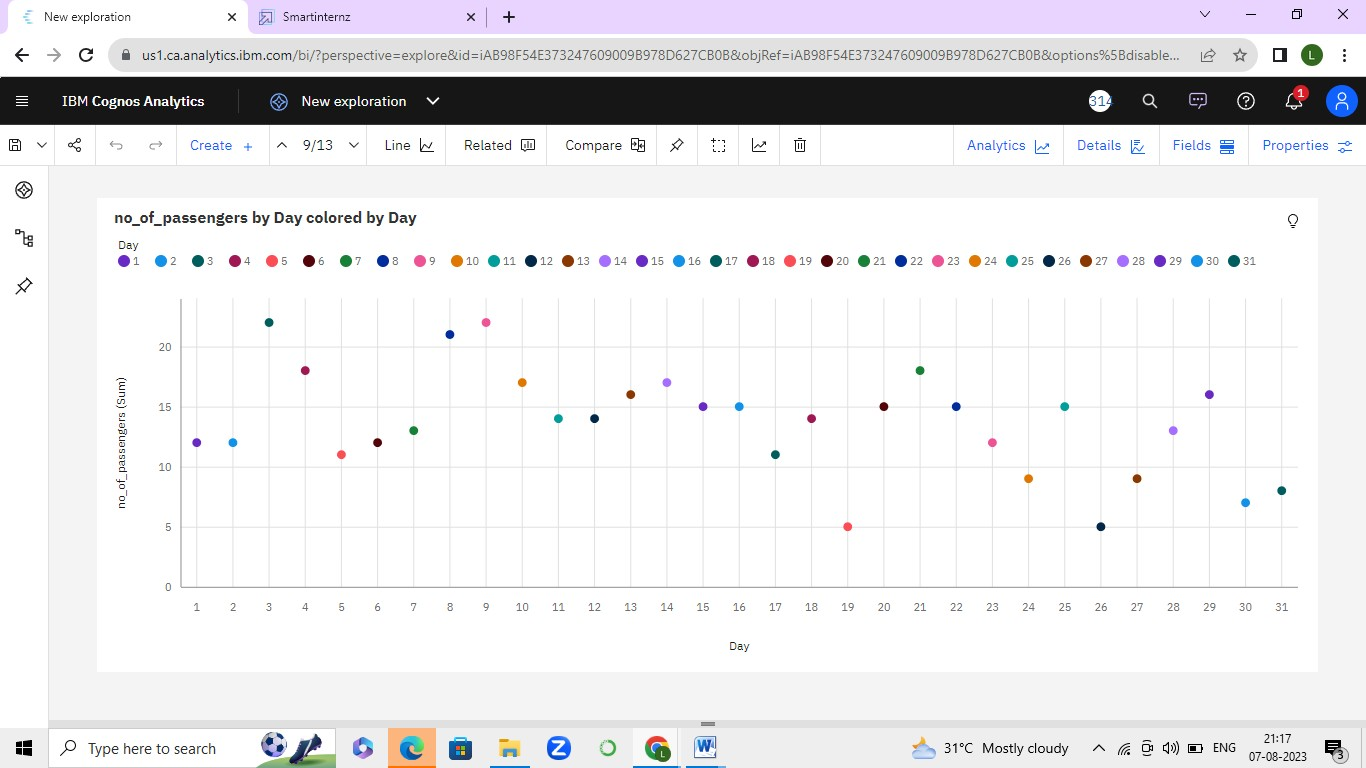 New exploration
Smartinternz
us1.ca.analytics.ibm.com/bi/?perspective=explore&id=iAB98F54E373247609009B978D627CB0B&objRef=iAB98F54E373247609009B978D627CB0B&options%5Bdisable...
L
IBM Cognos Analytics
New exploration
314
1
Create +
9/13
Line
Related
Compare
Analytics
Details
Fields
Properties
no_of_passengers by Day colored by Day
Day
1 2 3 4 5 6 7 8 9 10 11 12 13 14 15 16 17 18 19 20 21 22 23 24 25 26 27 28 29 30 31
no_of_passengers (Sum)
20
15
10
5
0
1 2 3 4 5 6 7 8 9 10 11 12 13 14 15 16 17 18 19 20 21 22 23 24 25 26 27 28 29 30 31
Day
Type here to search
Z
L
W
31°C Mostly cloudy
ENG
21:17
07-08-2023
3